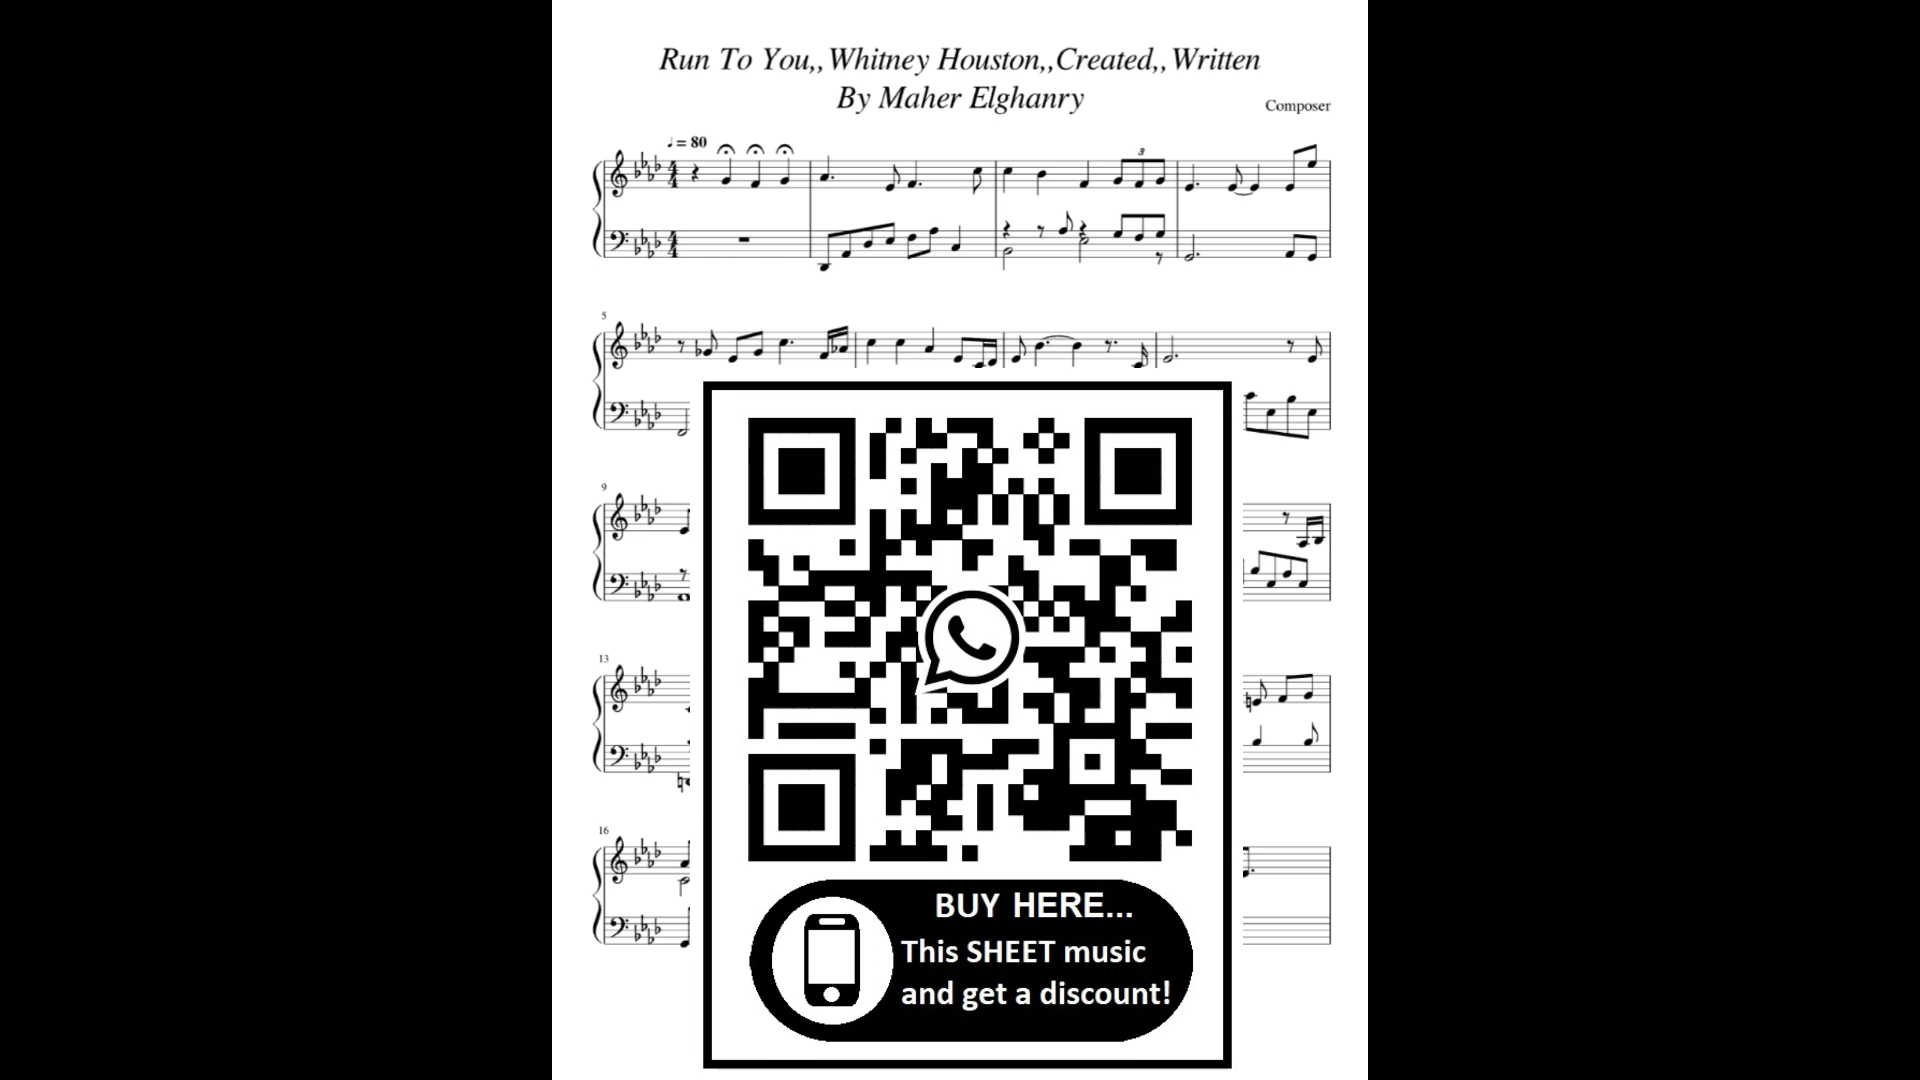 Run To You,,Whitney Houston,,Created,,Written
By Maher Elghanry
Composer
♩ = 80
3
5
9
13
16
BUY HERE...
This SHEET music
and get a discount!